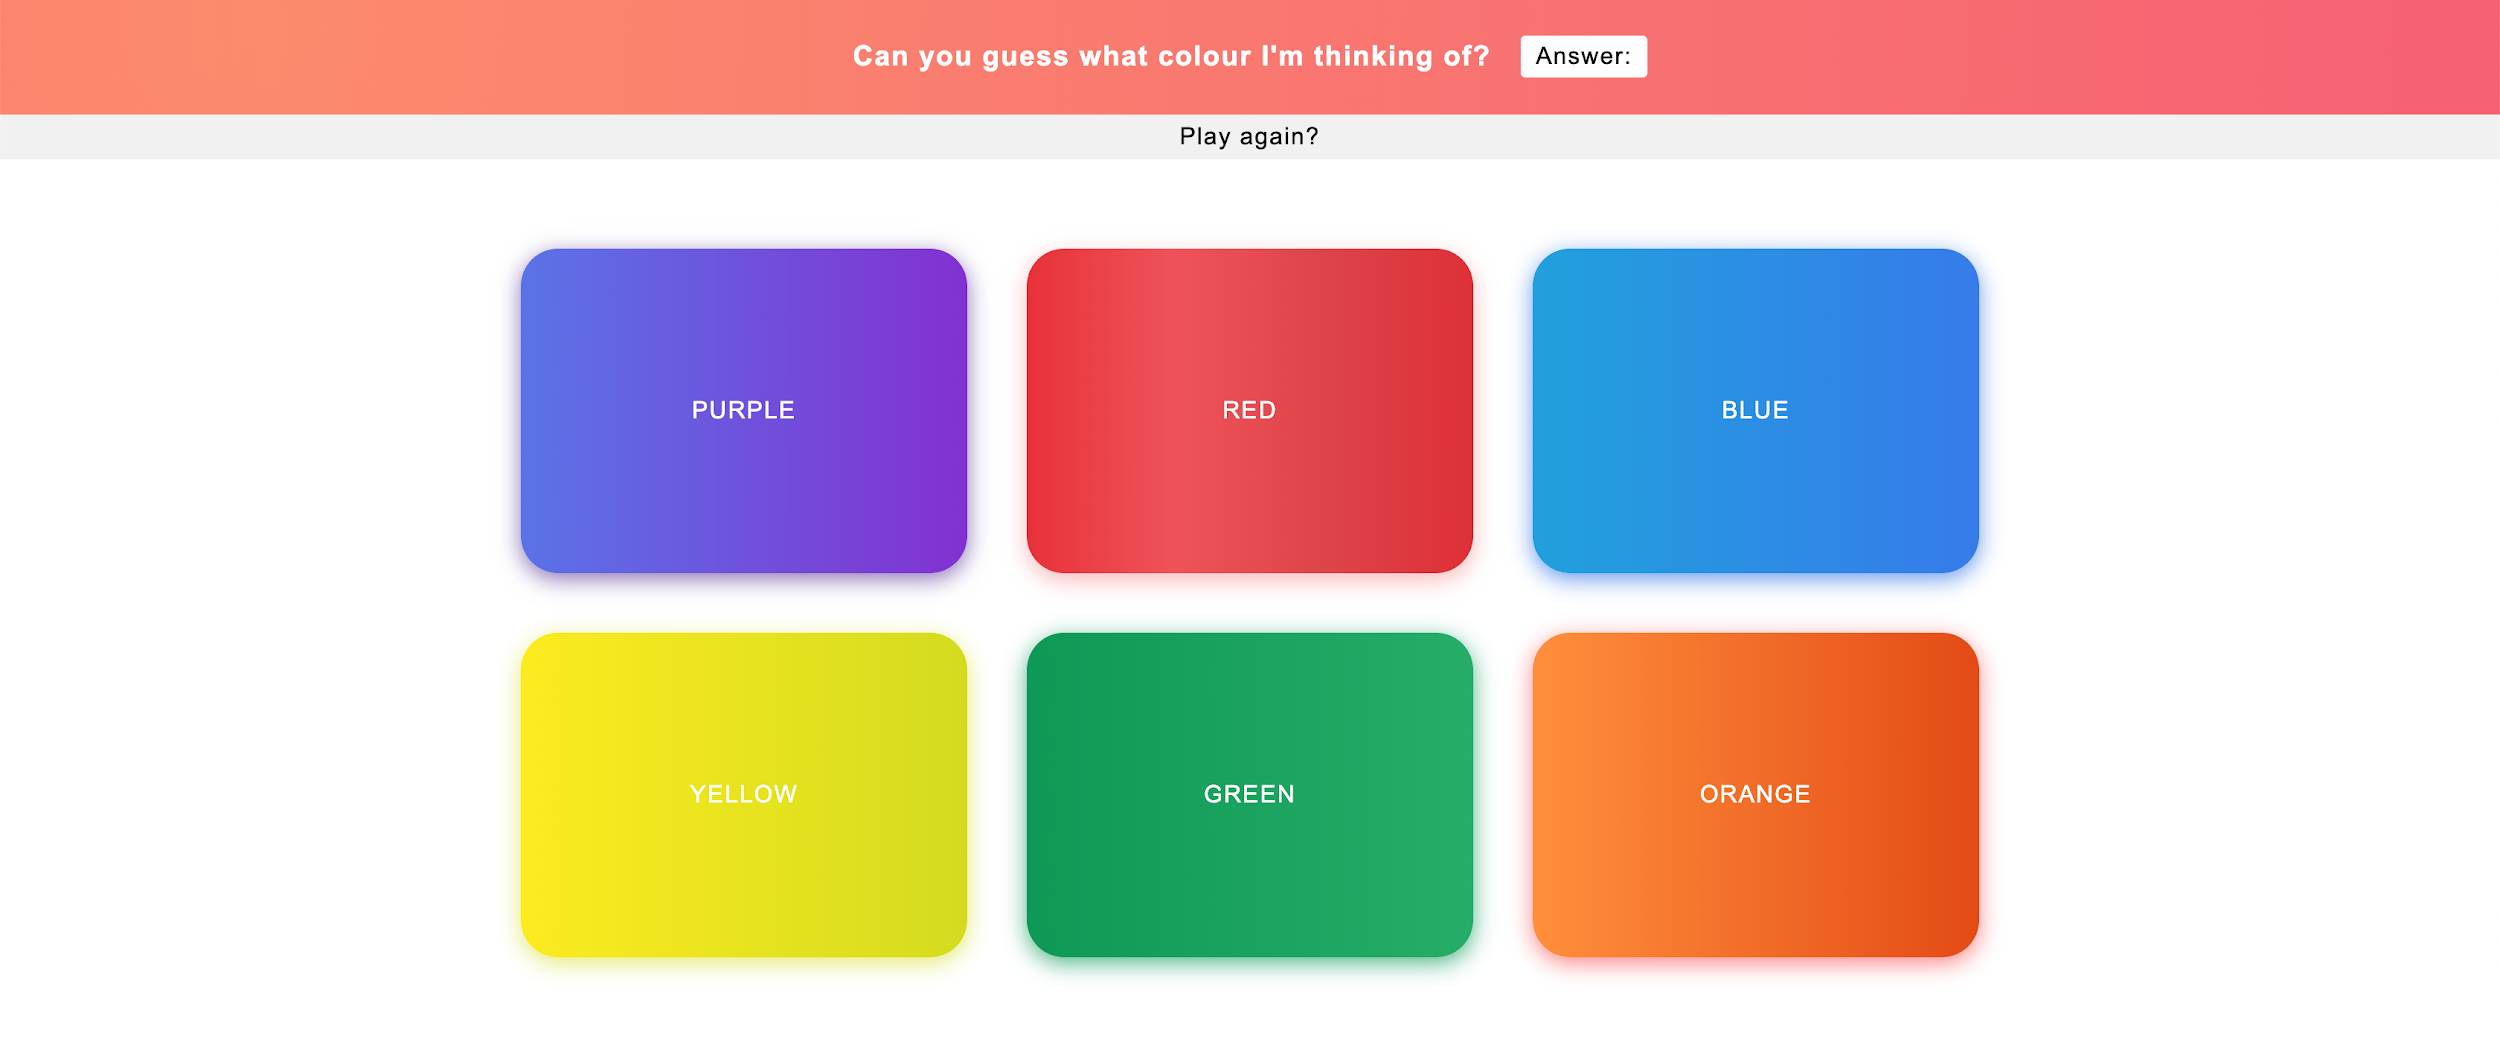 Can you guess what colour I'm thinking of? Answer:
Play again?
PURPLE RED BLUE
YELLOW GREEN ORANGE